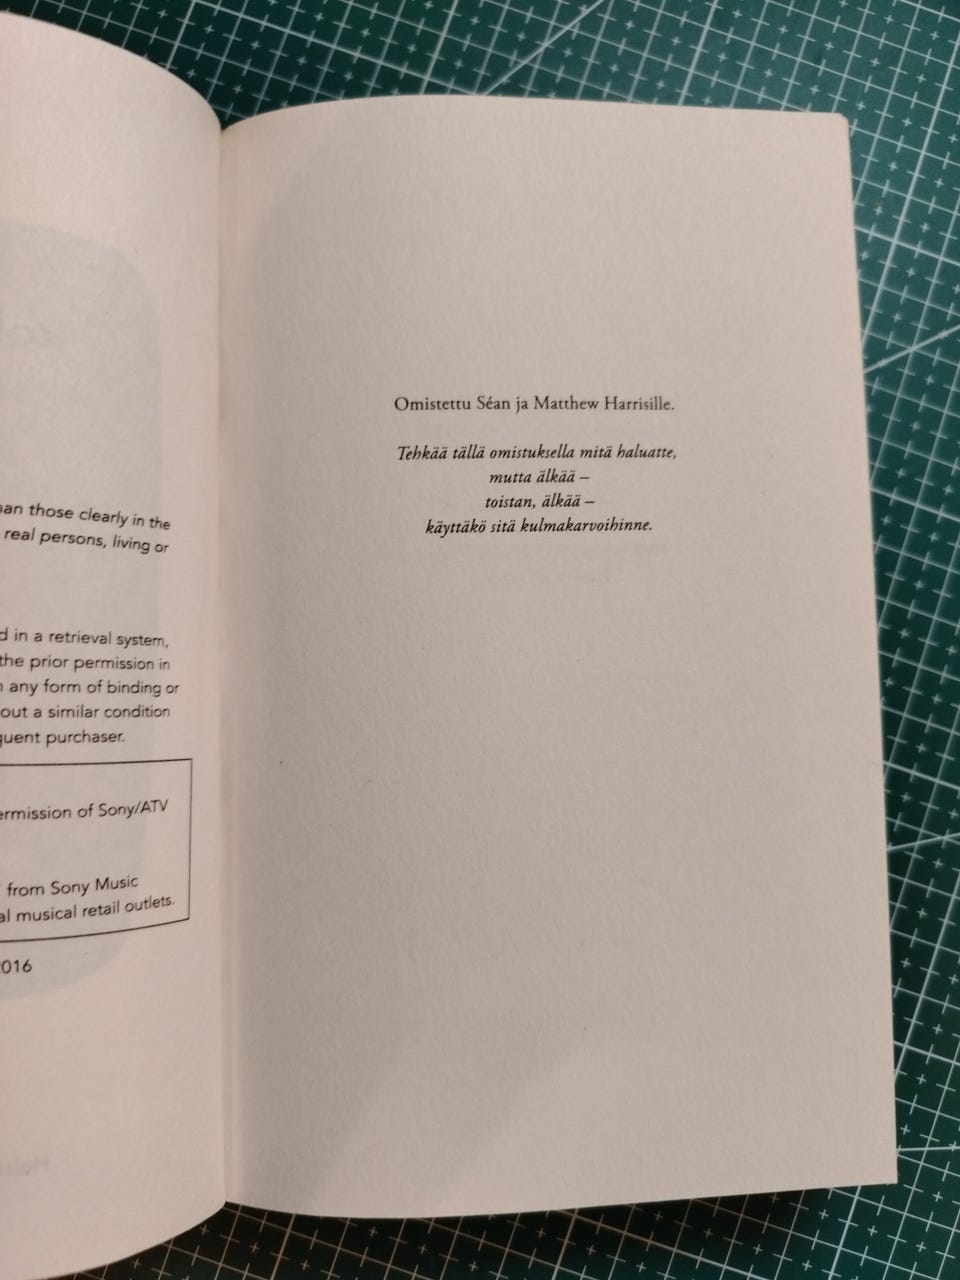 an those clearly in the
real persons, living or
d in a retrieval system,
the prior permission in
any form of binding or
out a similar condition
quent purchaser.
ermission of Sony/ATV
from Sony Music
al musical retail outlets.
016
Omistettu Séan ja Matthew Harrisille.
Tehkää tällä omistuksella mitä haluatte,
mutta älkää –
toistan, älkää –
käyttäkö sitä kulmakarvoihinne.